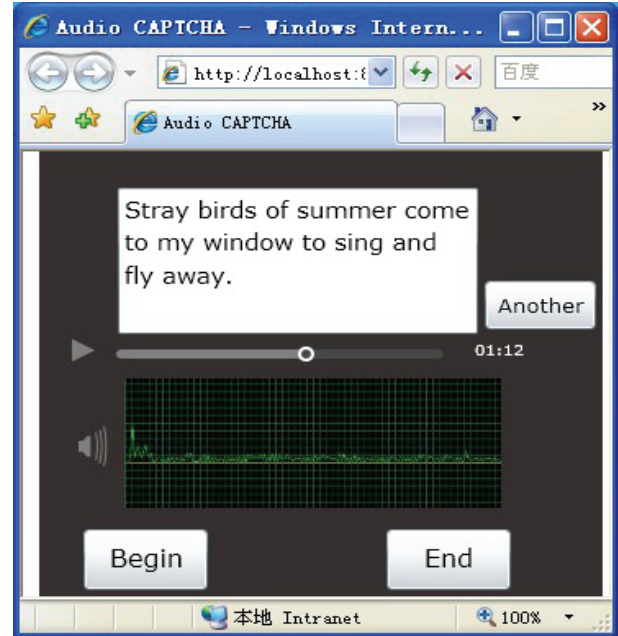 Audio CAPTCHA - Windows Intern...
http://localhost:8
百度
»
Audio CAPTCHA
Stray birds of summer come
to my window to sing and
fly away.
Another
01:12
Begin
End
本地 Intranet
100%